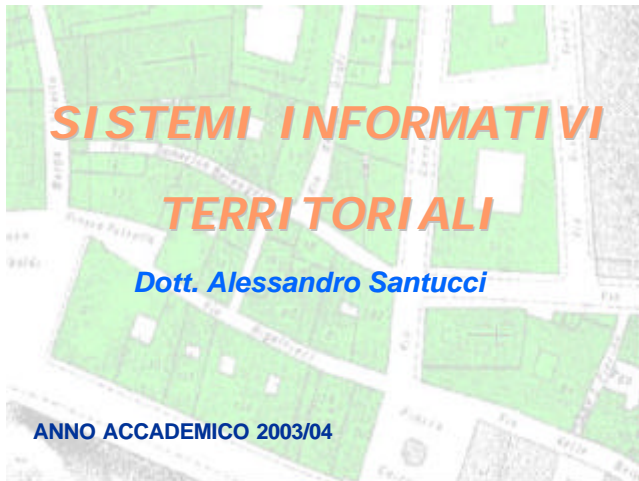 SISTEMI INFORMATIVI
TERRITORIALI
Dott. Alessandro Santucci
ANNO ACCADEMICO 2003/04